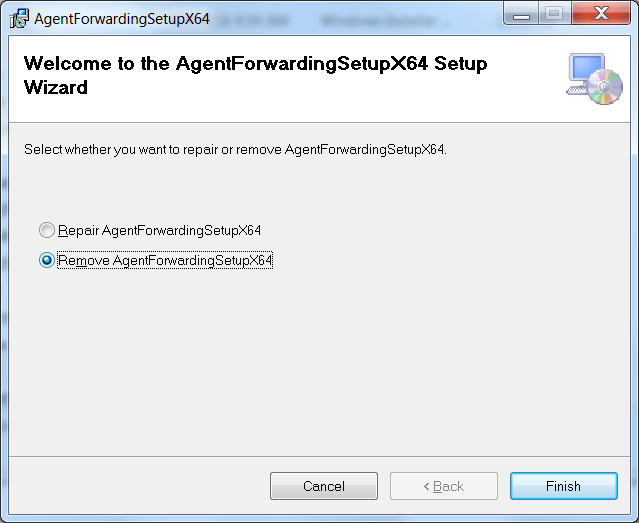 AgentForwardingSetupX64
Welcome to the AgentForwardingSetupX64 Setup
Wizard
Select whether you want to repair or remove AgentForwardingSetupX64.
Repair AgentForwardingSetupX64
Remove AgentForwardingSetupX64
Cancel
< Back
Finish